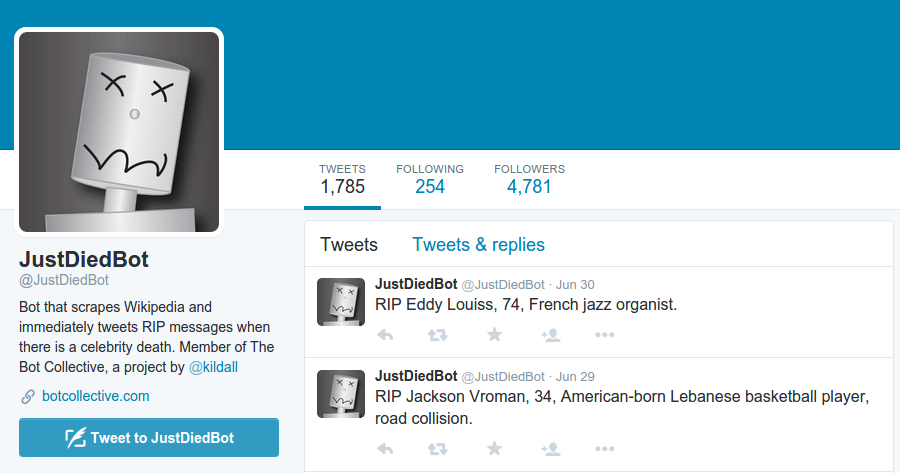 TWEETS
1,785
FOLLOWING
254
FOLLOWERS
4,781
JustDiedBot
@JustDiedBot
Bot that scrapes Wikipedia and
immediately tweets RIP messages when
there is a celebrity death. Member of The
Bot Collective, a project by @kildall
botcollective.com
Tweet to JustDiedBot
Tweets
Tweets & replies
JustDiedBot @JustDiedBot · Jun 30
RIP Eddy Louiss, 74, French jazz organist.
JustDiedBot @JustDiedBot · Jun 29
RIP Jackson Vroman, 34, American-born Lebanese basketball player,
road collision.